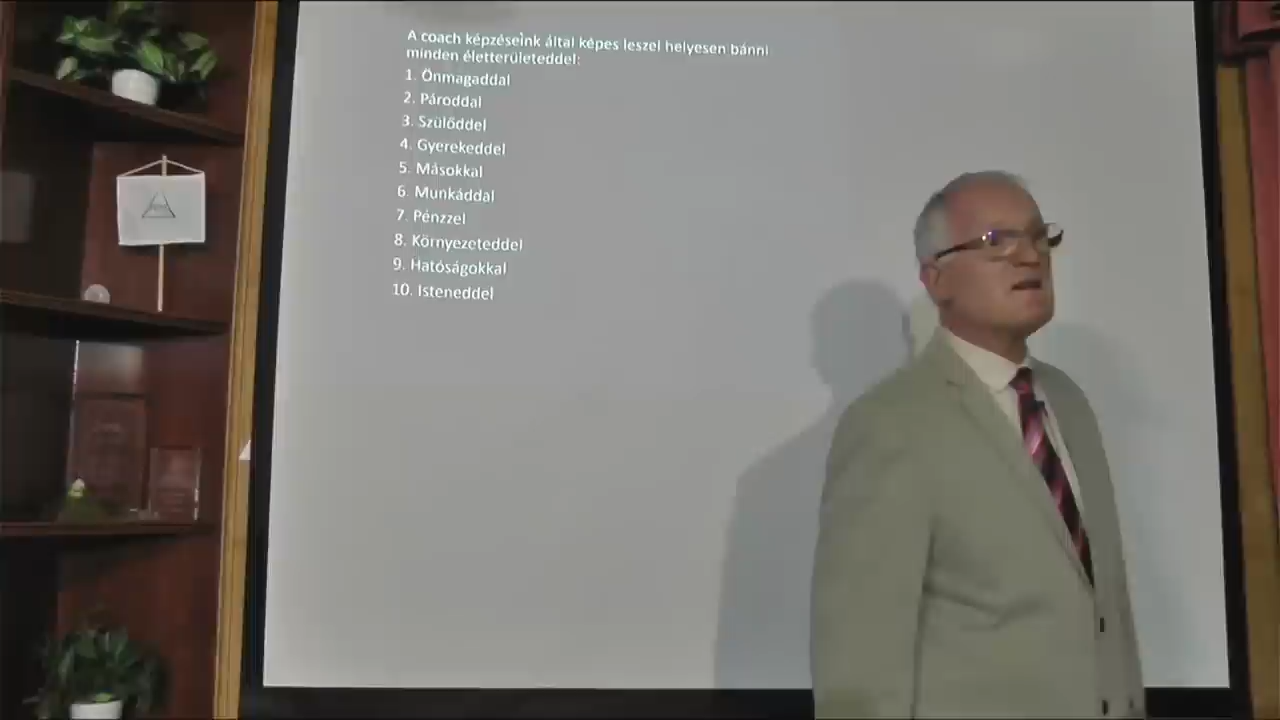 A coach képzéseink által képes leszel helyesen bánni
minden életterületeddel:
1. Önmagaddal
2. Pároddal
3. Szülőddel
4. Gyerekeddel
5. Másokkal
6. Munkáddal
7. Pénzzel
8. Környezeteddel
9. Hatóságokkal
10. Isteneddel